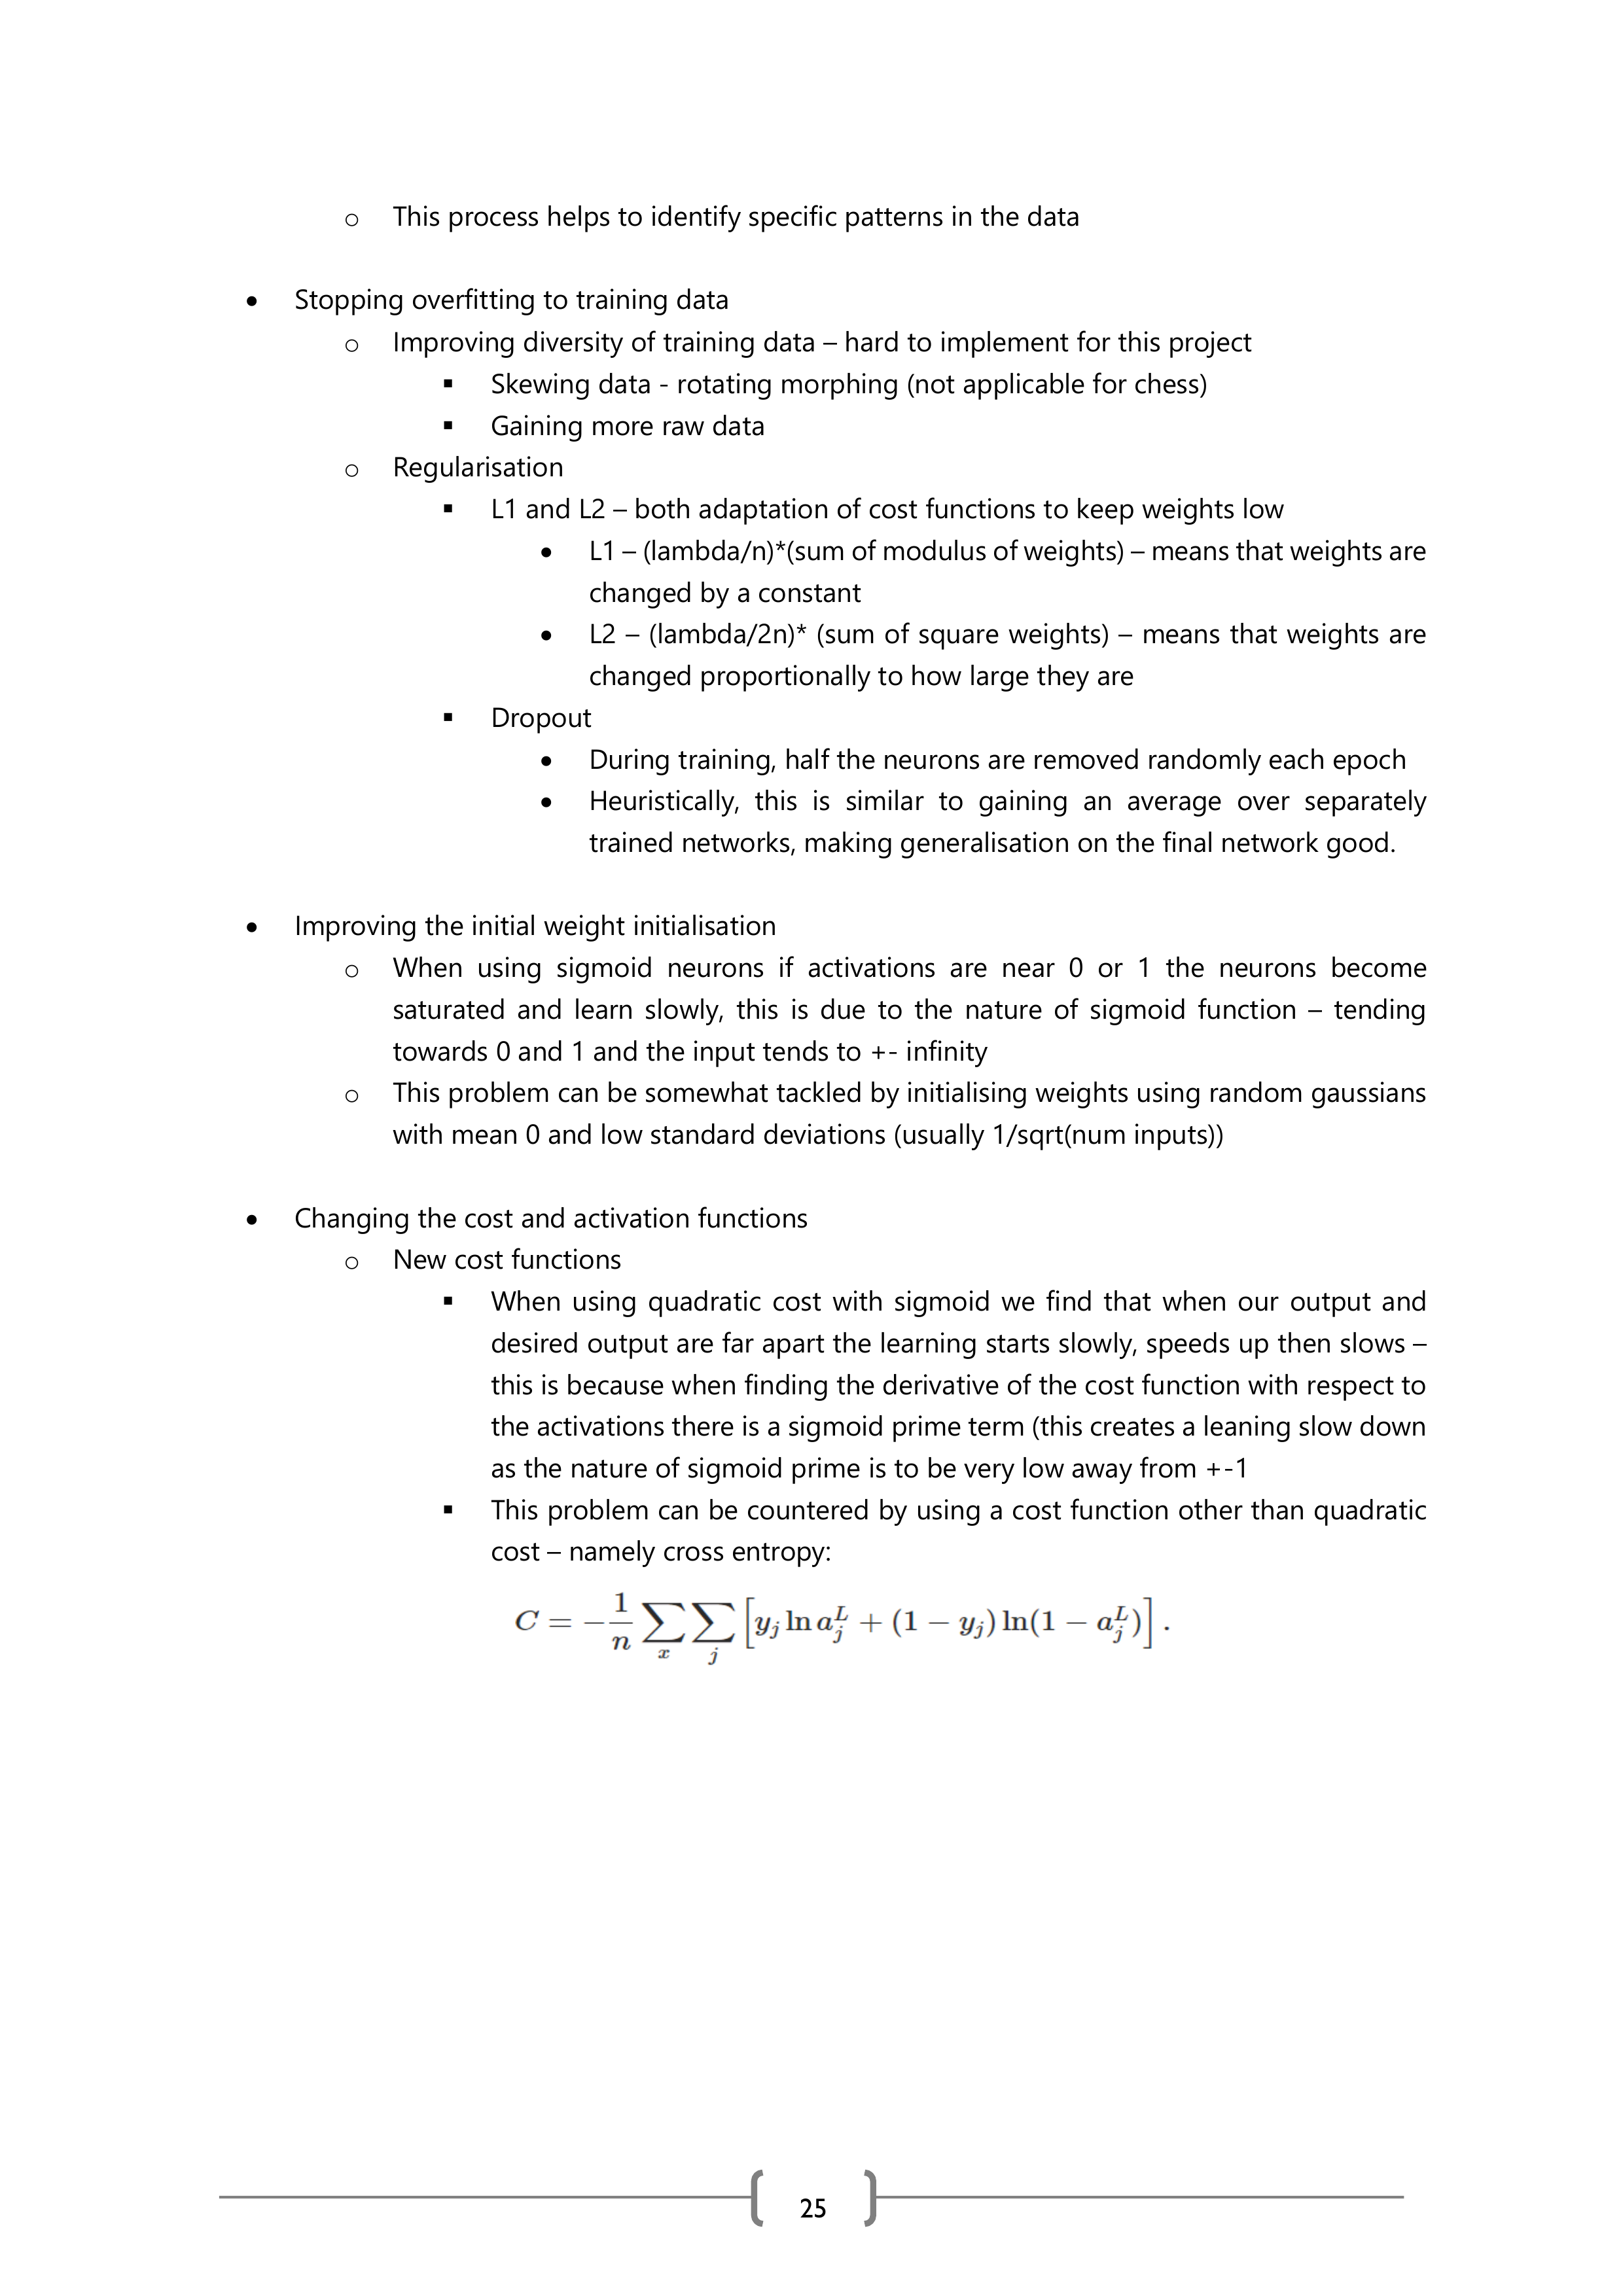 o This process helps to identify specific patterns in the data
• Stopping overfitting to training data
o Improving diversity of training data – hard to implement for this project
▪ Skewing data - rotating morphing (not applicable for chess)
▪ Gaining more raw data
o Regularisation
▪ L1 and L2 – both adaptation of cost functions to keep weights low
• L1 – (lambda/n)*(sum of modulus of weights) – means that weights are
changed by a constant
• L2 – (lambda/2n)* (sum of square weights) – means that weights are
changed proportionally to how large they are
▪ Dropout
• During training, half the neurons are removed randomly each epoch
• Heuristically, this is similar to gaining an average over separately
trained networks, making generalisation on the final network good.
• Improving the initial weight initialisation
o When using sigmoid neurons if activations are near 0 or 1 the neurons become
saturated and learn slowly, this is due to the nature of sigmoid function – tending
towards 0 and 1 and the input tends to +- infinity
o This problem can be somewhat tackled by initialising weights using random gaussians
with mean 0 and low standard deviations (usually 1/sqrt(num inputs))
• Changing the cost and activation functions
o New cost functions
▪ When using quadratic cost with sigmoid we find that when our output and
desired output are far apart the learning starts slowly, speeds up then slows –
this is because when finding the derivative of the cost function with respect to
the activations there is a sigmoid prime term (this creates a leaning slow down
as the nature of sigmoid prime is to be very low away from +-1
▪ This problem can be countered by using a cost function other than quadratic
cost – namely cross entropy:
C = −1/n ∑_x ∑_j [y_j ln a_j^L + (1 − y_j) ln(1 − a_j^L)].
25